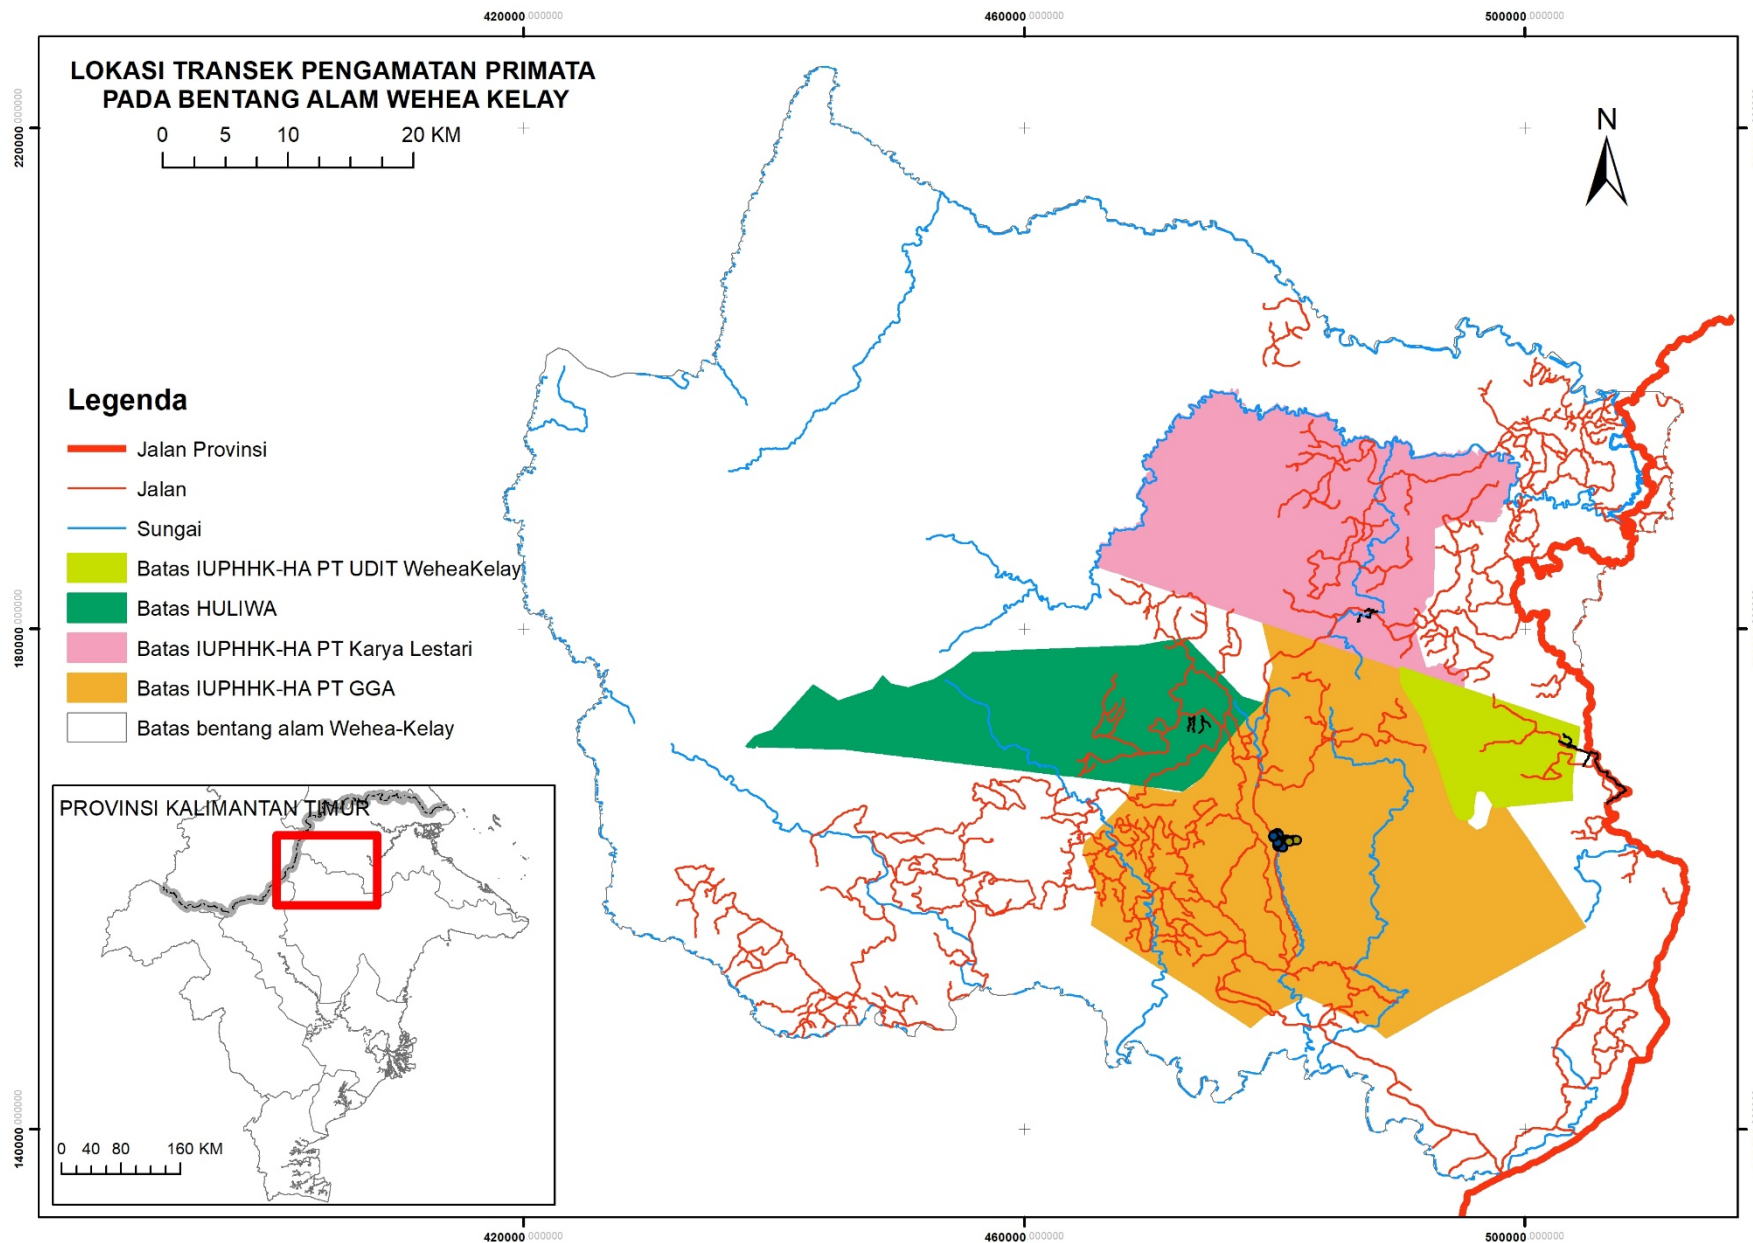 420000.000000
460000.000000
500000.000000
LOKASI TRANSEK PENGAMATAN PRIMATA
PADA BENTANG ALAM WEHEA KELAY
0 5 10 20 KM
N
220000.000000
Legenda
Jalan Provinsi
Jalan
Sungai
Batas IUPHHK-HA PT UDIT WeheaKelay
Batas HULIWA
Batas IUPHHK-HA PT Karya Lestari
Batas IUPHHK-HA PT GGA
Batas bentang alam Wehea-Kelay
180000.000000
PROVINSI KALIMANTAN TIMUR
0 40 80 160 KM
140000.000000
420000.000000
460000.000000
500000.000000